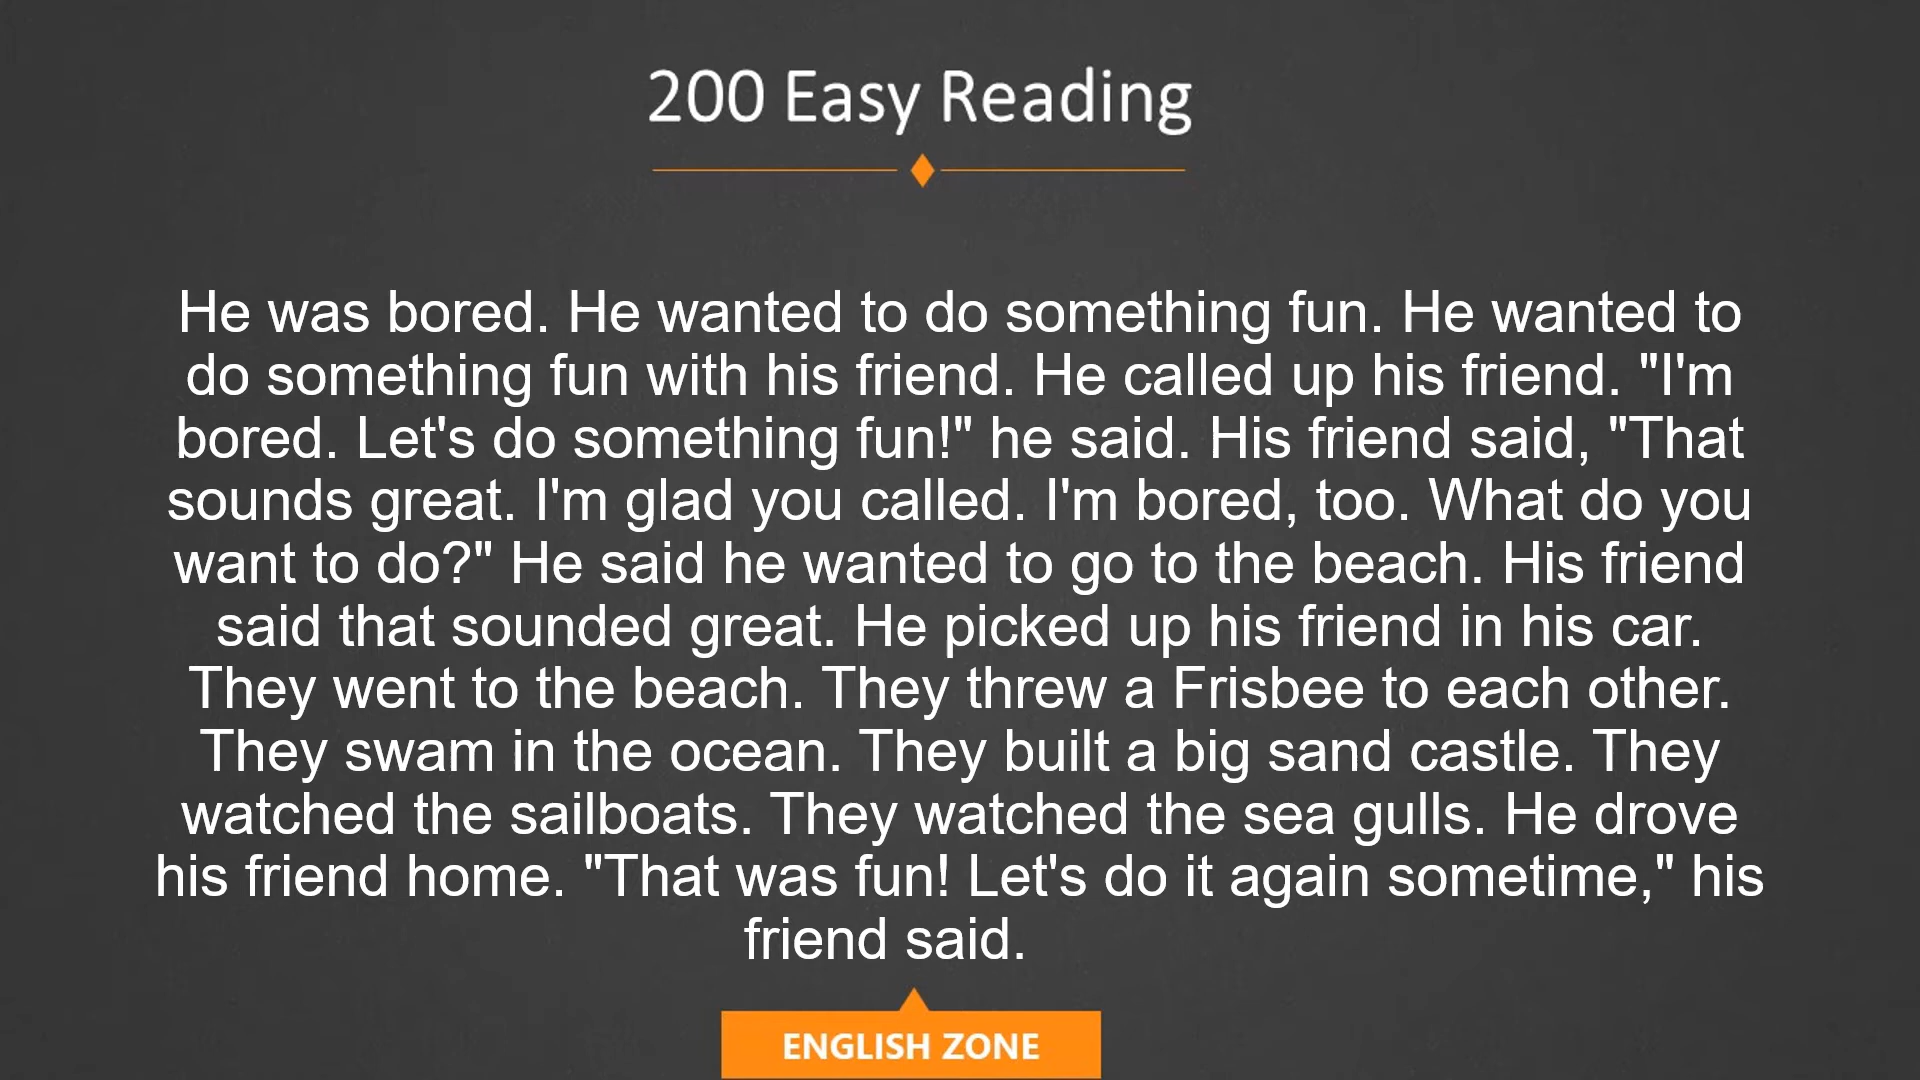 200 Easy Reading
He was bored. He wanted to do something fun. He wanted to
do something fun with his friend. He called up his friend. "I'm
bored. Let's do something fun!" he said. His friend said, "That
sounds great. I'm glad you called. I'm bored, too. What do you
want to do?" He said he wanted to go to the beach. His friend
said that sounded great. He picked up his friend in his car.
They went to the beach. They threw a Frisbee to each other.
They swam in the ocean. They built a big sand castle. They
watched the sailboats. They watched the sea gulls. He drove
his friend home. "That was fun! Let's do it again sometime," his
friend said.
ENGLISH ZONE